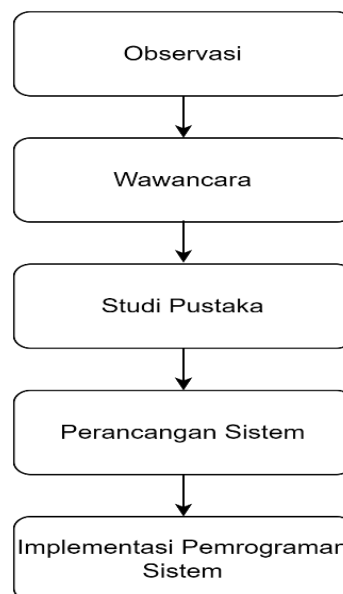 Observasi
Wawancara
Studi Pustaka
Perancangan Sistem
Implementasi Pemrograman
Sistem